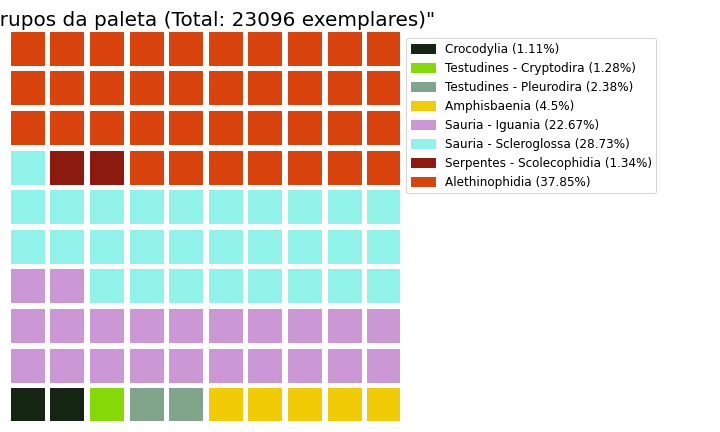 rupos da paleta (Total: 23096 exemplares)"
Crocodylia (1.11%)
Testudines - Cryptodira (1.28%)
Testudines - Pleurodira (2.38%)
Amphisbaenia (4.5%)
Sauria - Iguania (22.67%)
Sauria - Scleroglossa (28.73%)
Serpentes - Scolecophidia (1.34%)
Alethinophidia (37.85%)